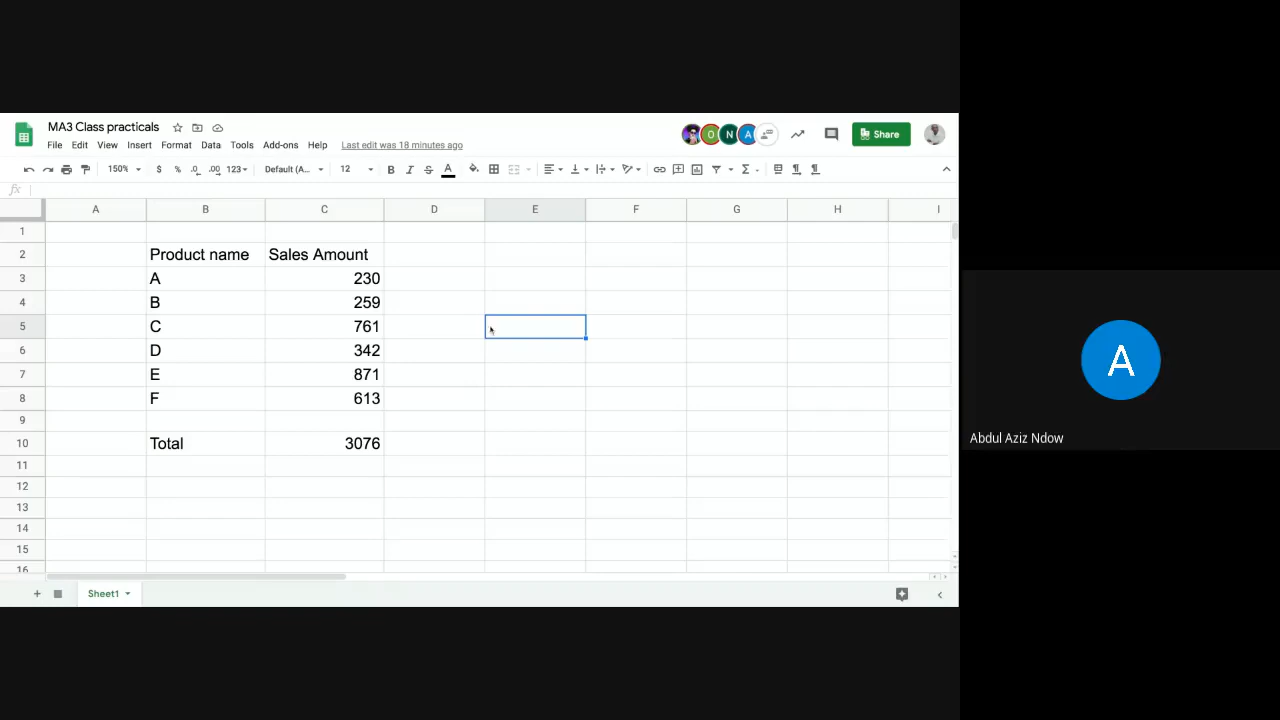 MA3 Class practicals
O N A
Share
File Edit View Insert Format Data Tools Add-ons Help Last edit was 18 minutes ago
150% $ % .0 .00 123 Default (A... 12 B I S A Σ
fx
A B C D E F G H I
1
2 Product name Sales Amount
3 A 230
4 B 259
5 C 761
6 D 342
7 E 871
8 F 613
9
10 Total 3076
11
12
13
14
15
16
+ Sheet1
A
Abdul Aziz Ndow